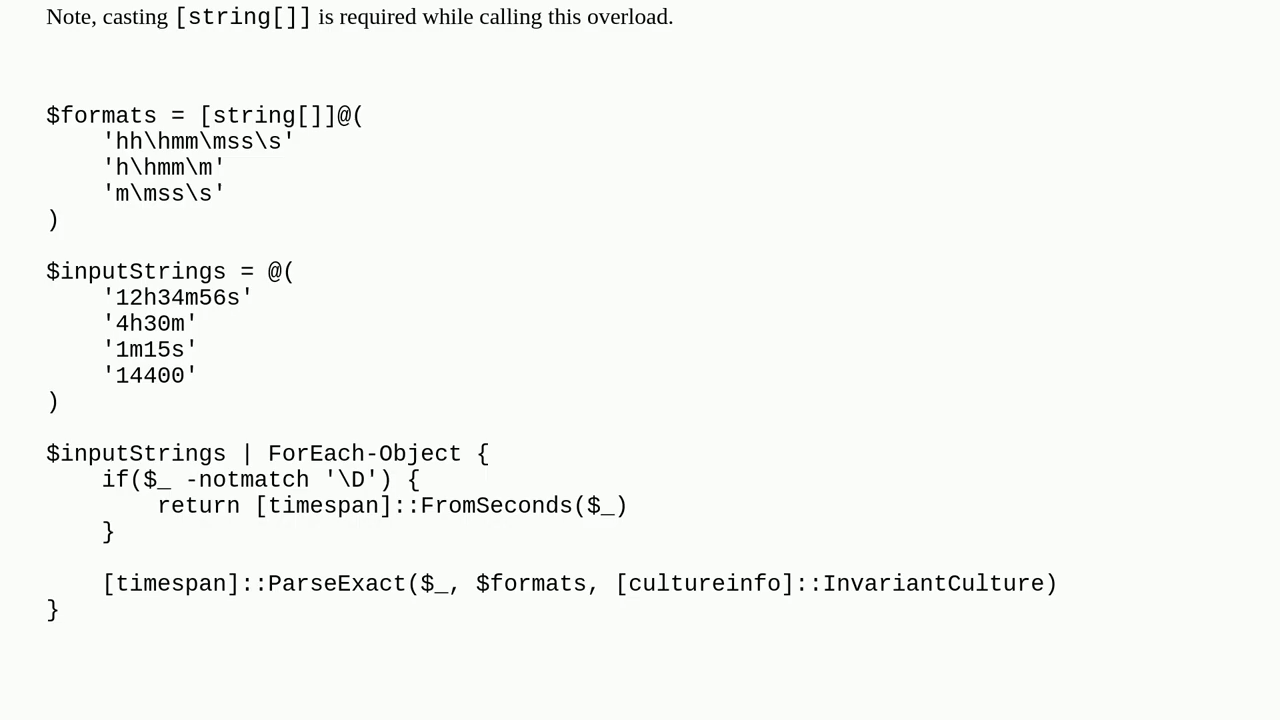 Note, casting [string[]] is required while calling this overload.
$formats = [string[]]@(
    'hh\hmm\mss\s'
    'h\hmm\m'
    'm\mss\s'
)
$inputStrings = @(
    '12h34m56s'
    '4h30m'
    '1m15s'
    '14400'
)
$inputStrings | ForEach-Object {
    if($_ -notmatch '\D') {
        return [timespan]::FromSeconds($_)
    }
    [timespan]::ParseExact($_, $formats, [cultureinfo]::InvariantCulture)
}